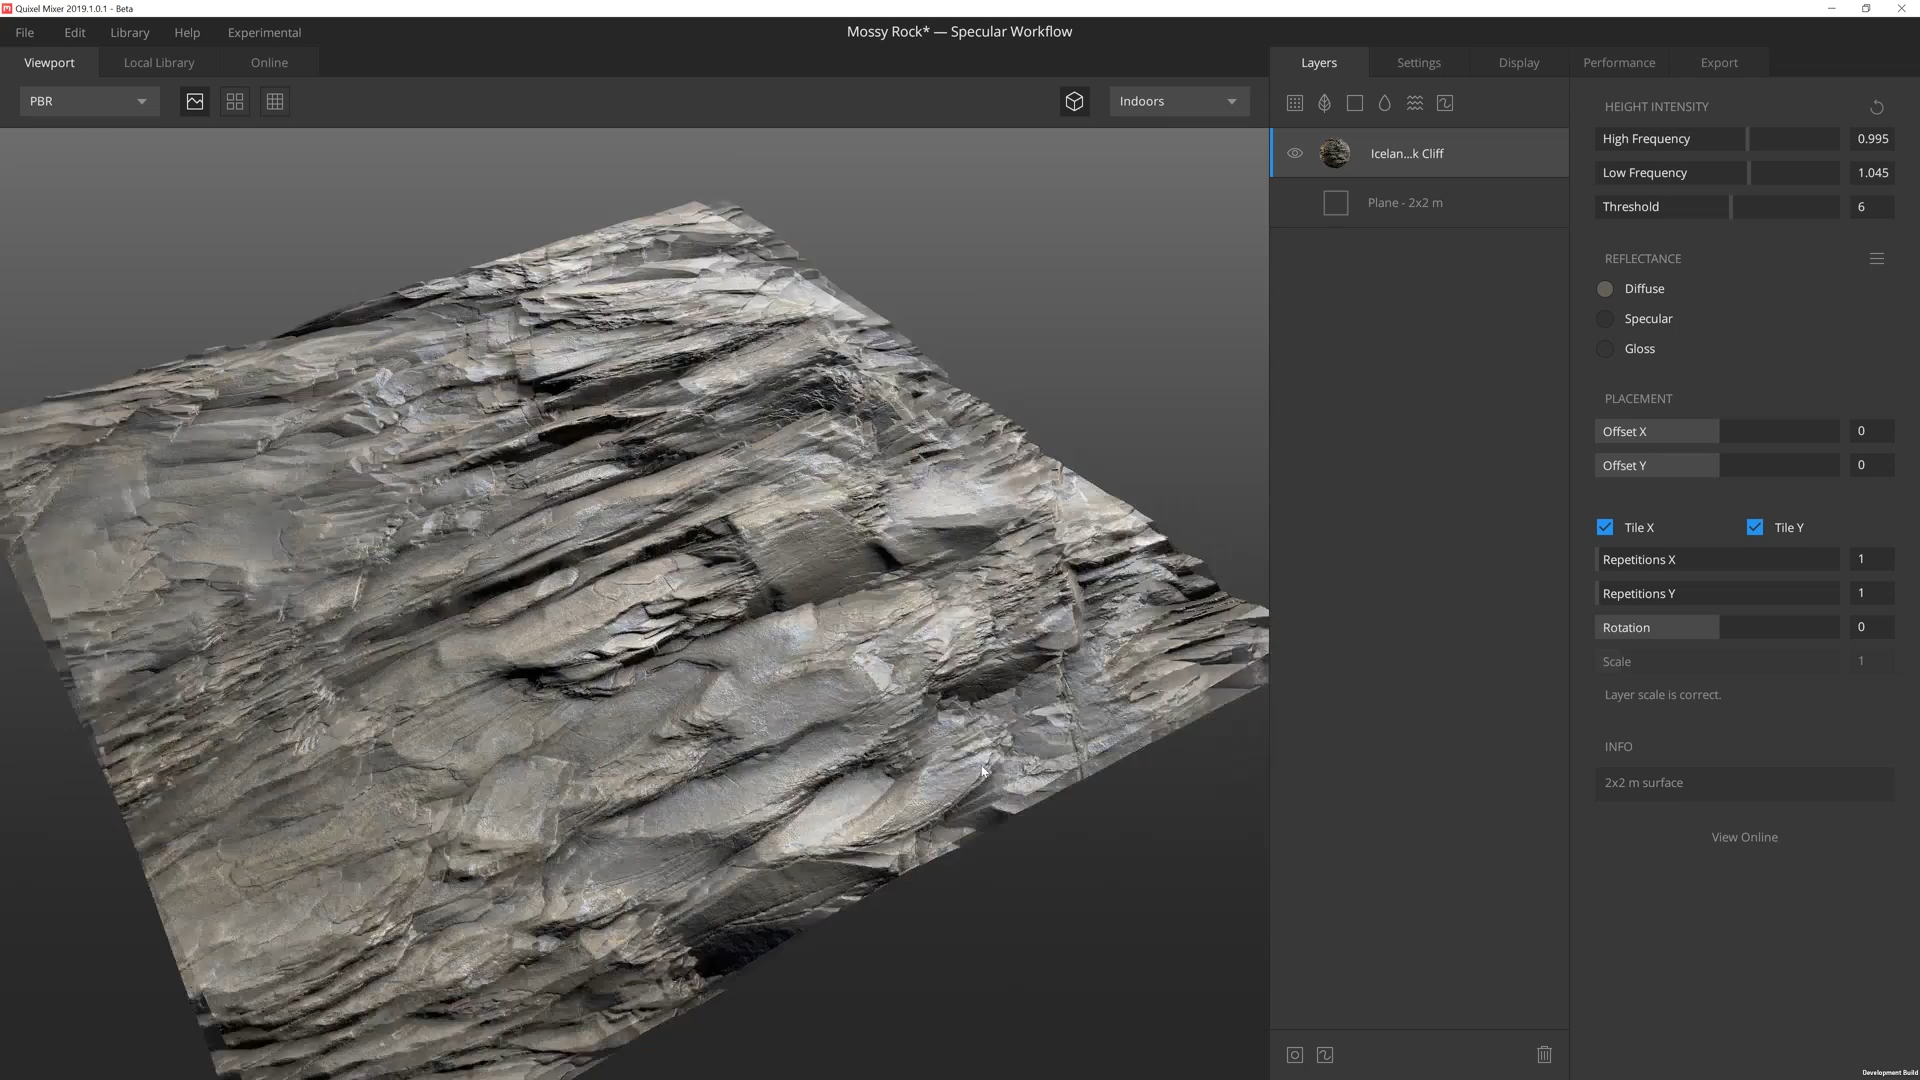 Quixel Mixer 2019.1.0.1 - Beta
File Edit Library Help Experimental
Mossy Rock* — Specular Workflow
Viewport Local Library Online
Layers Settings Display Performance Export
PBR
Indoors
Icelan...k Cliff
Plane - 2x2 m
HEIGHT INTENSITY
High Frequency 0.995
Low Frequency 1.045
Threshold 6
REFLECTANCE
Diffuse
Specular
Gloss
PLACEMENT
Offset X 0
Offset Y 0
Tile X Tile Y
Repetitions X 1
Repetitions Y 1
Rotation 0
Scale 1
Layer scale is correct.
INFO
2x2 m surface
View Online
Development Build